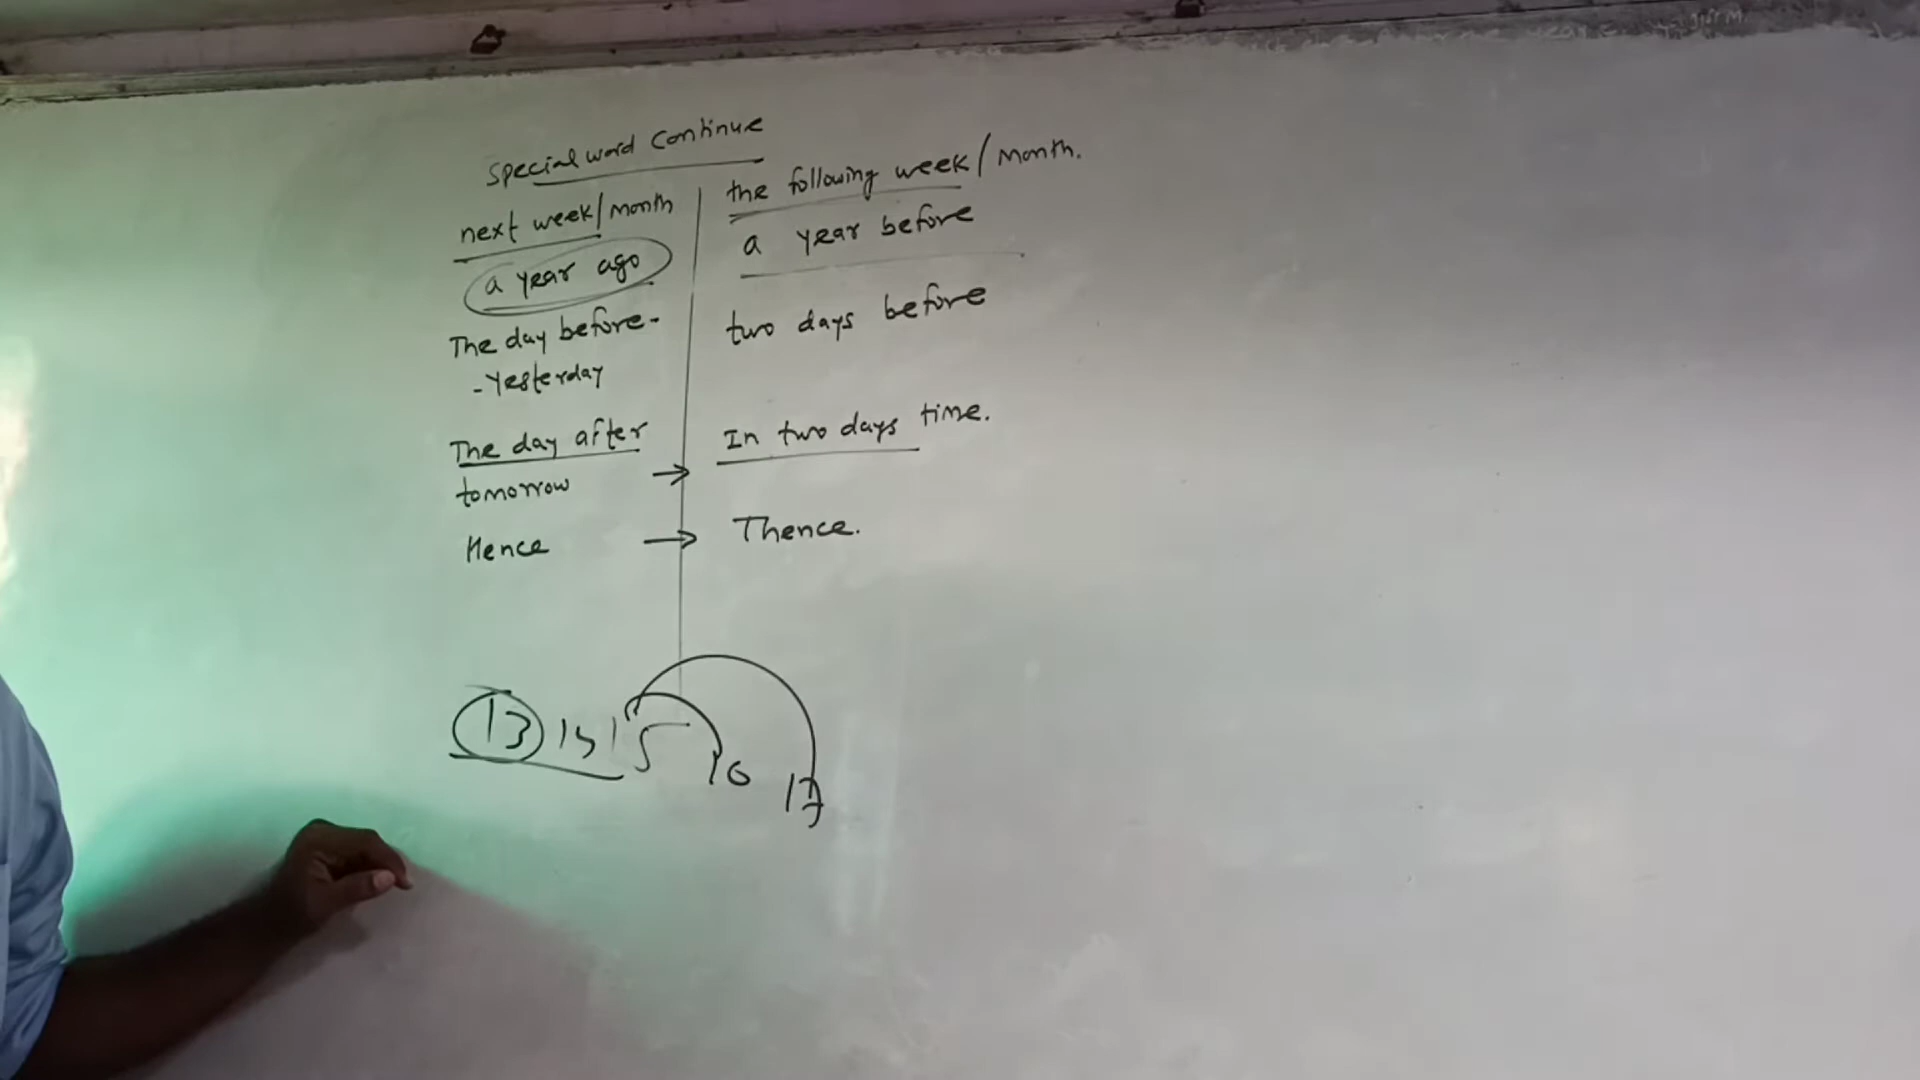 Special word Continue
next week/month | the following week/month.
a year ago | a year before
The day before- | two days before
-Yesterday
The day after | In two days time.
tomorrow →
Hence → Thence.
13 14 15 16 17